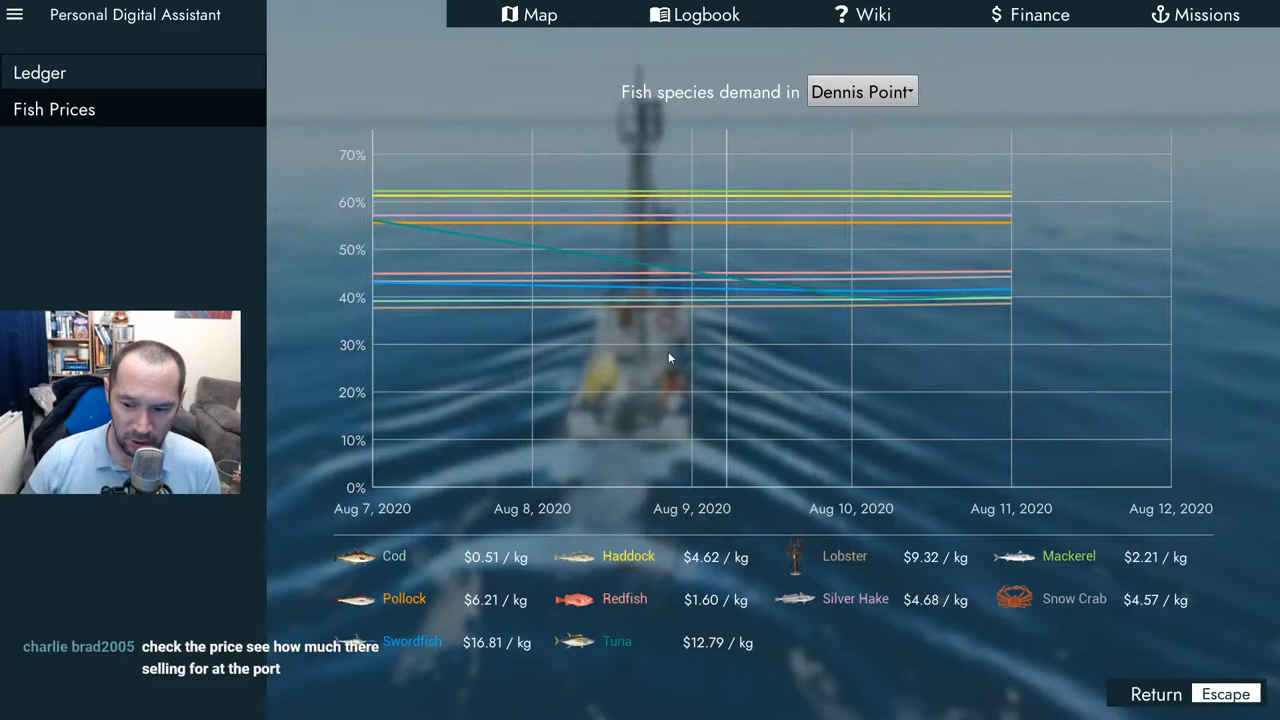 Personal Digital Assistant
Map
Logbook
? Wiki
$ Finance
Missions
Ledger
Fish Prices
Fish species demand in Dennis Point
70%
60%
50%
40%
30%
20%
10%
0%
Aug 7, 2020 Aug 8, 2020 Aug 9, 2020 Aug 10, 2020 Aug 11, 2020 Aug 12, 2020
Cod $0.51 / kg Haddock $4.62 / kg Lobster $9.32 / kg Mackerel $2.21 / kg
Pollock $6.21 / kg Redfish $1.60 / kg Silver Hake $4.68 / kg Snow Crab $4.57 / kg
Swordfish $16.81 / kg Tuna $12.79 / kg
charlie brad2005 check the price see how much there
selling for at the port
Return Escape